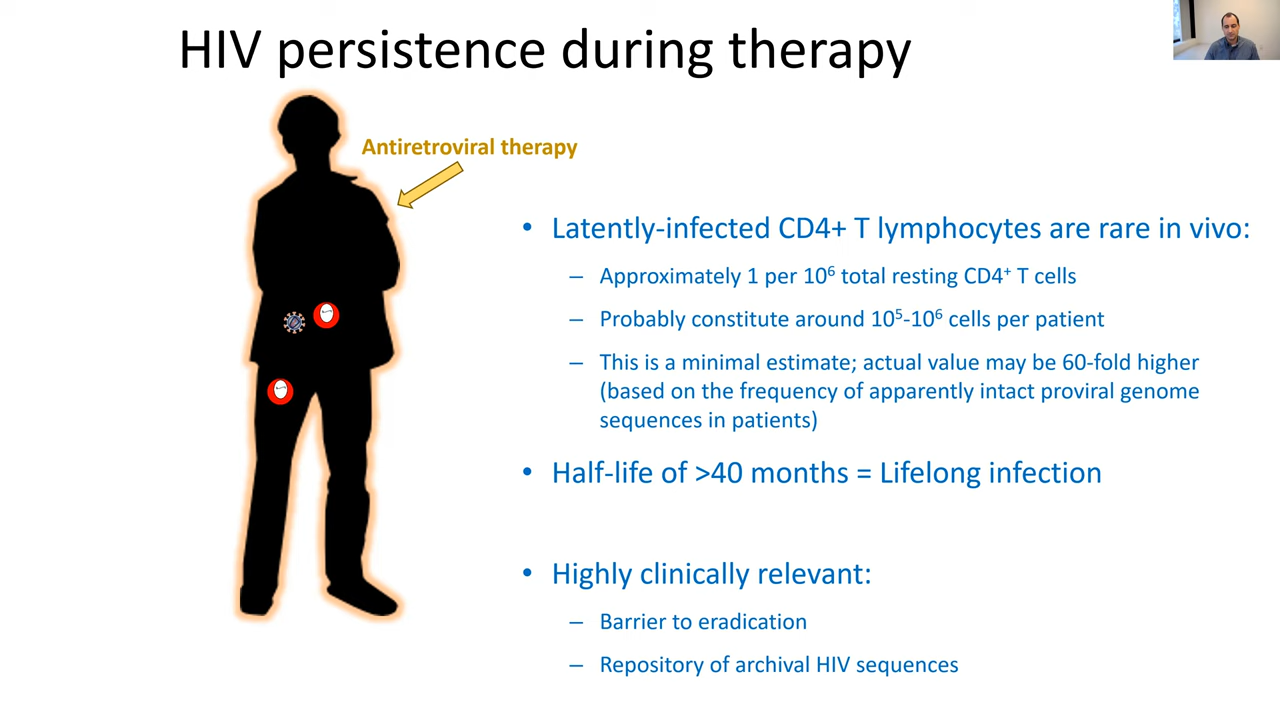 HIV persistence during therapy
Antiretroviral therapy
• Latently-infected CD4+ T lymphocytes are rare in vivo:
– Approximately 1 per 10⁶ total resting CD4⁺ T cells
– Probably constitute around 10⁵-10⁶ cells per patient
– This is a minimal estimate; actual value may be 60-fold higher
(based on the frequency of apparently intact proviral genome
sequences in patients)
• Half-life of >40 months = Lifelong infection
• Highly clinically relevant:
– Barrier to eradication
– Repository of archival HIV sequences